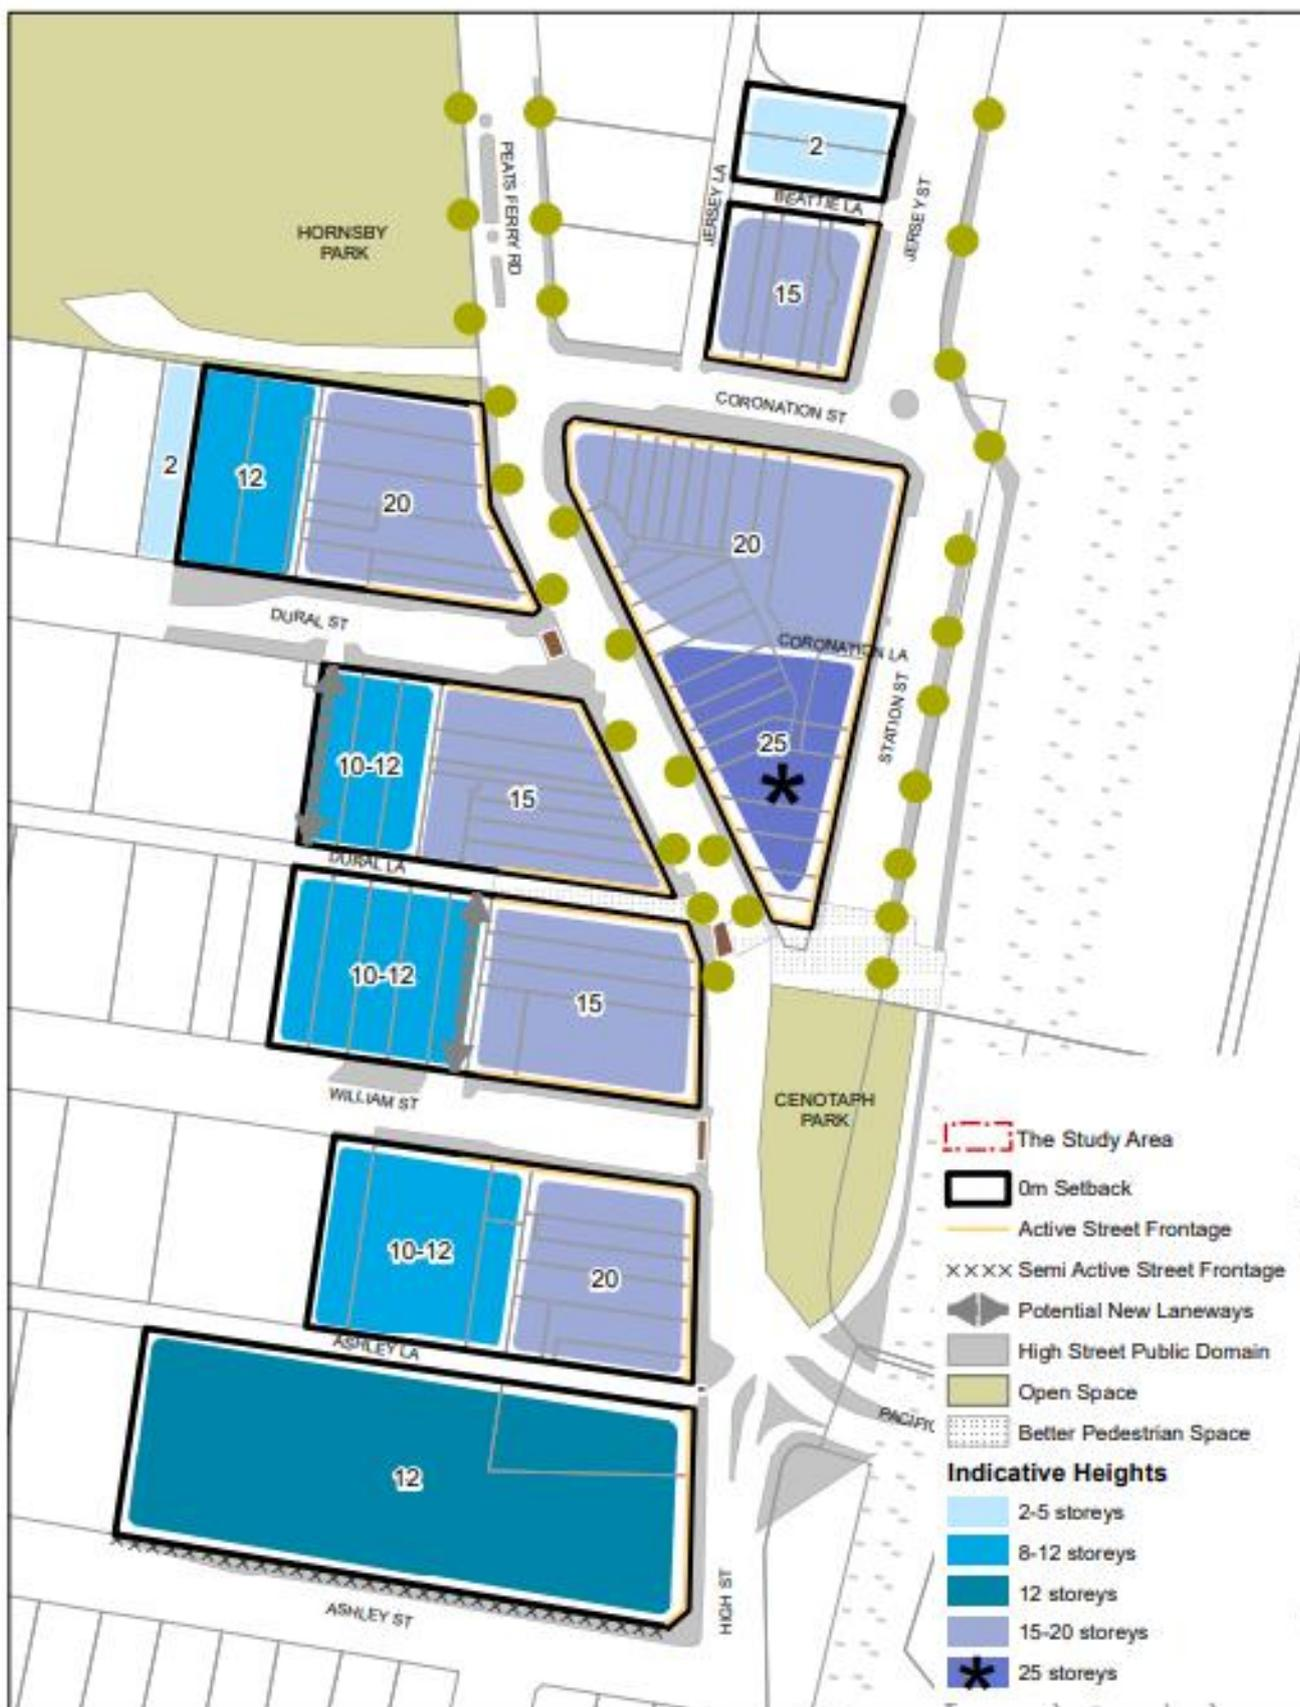 PEATS FERRY RD
2
JERSEY LA
BEATTIE LA
JERSEY ST
HORNSBY
PARK
15
CORONATION ST
2
12
20
20
DURAL ST
CORONATION LA
STATION ST
10-12
15
25
*
DURAL LA
10-12
15
WILLIAM ST
CENOTAPH
PARK
10-12
20
ASHLEY LA
12
ASHLEY ST
HIGH ST
The Study Area
0m Setback
Active Street Frontage
×××× Semi Active Street Frontage
Potential New Laneways
High Street Public Domain
Open Space
Better Pedestrian Space
Indicative Heights
2-5 storeys
8-12 storeys
12 storeys
15-20 storeys
* 25 storeys